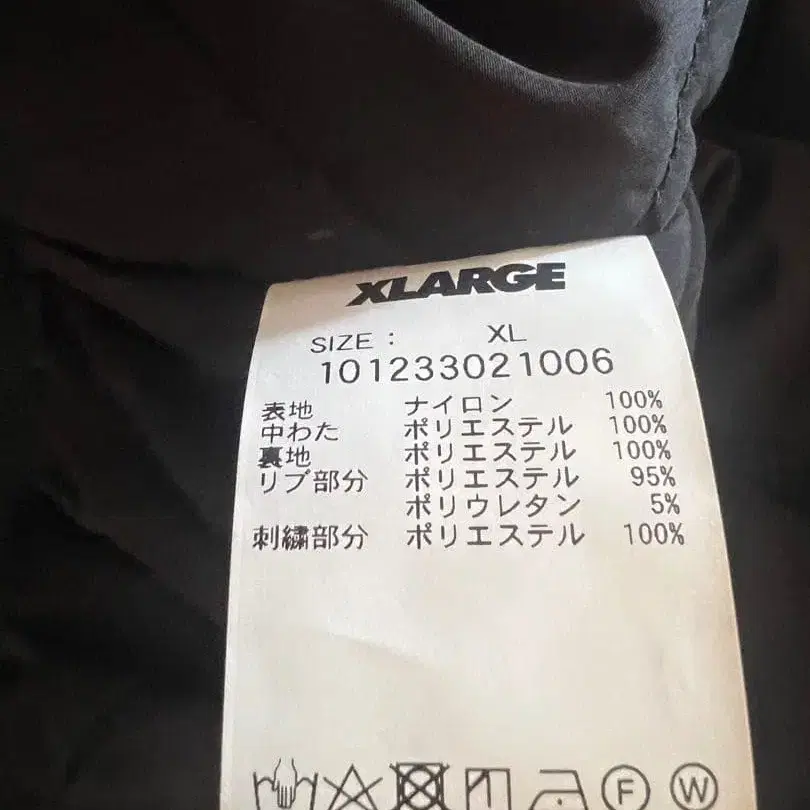 XLARGE
SIZE : XL
101233021006
表地 ナイロン 100%
中わた ポリエステル 100%
裏地 ポリエステル 100%
リブ部分 ポリエステル 95%
ポリウレタン 5%
刺繍部分 ポリエステル 100%
F W